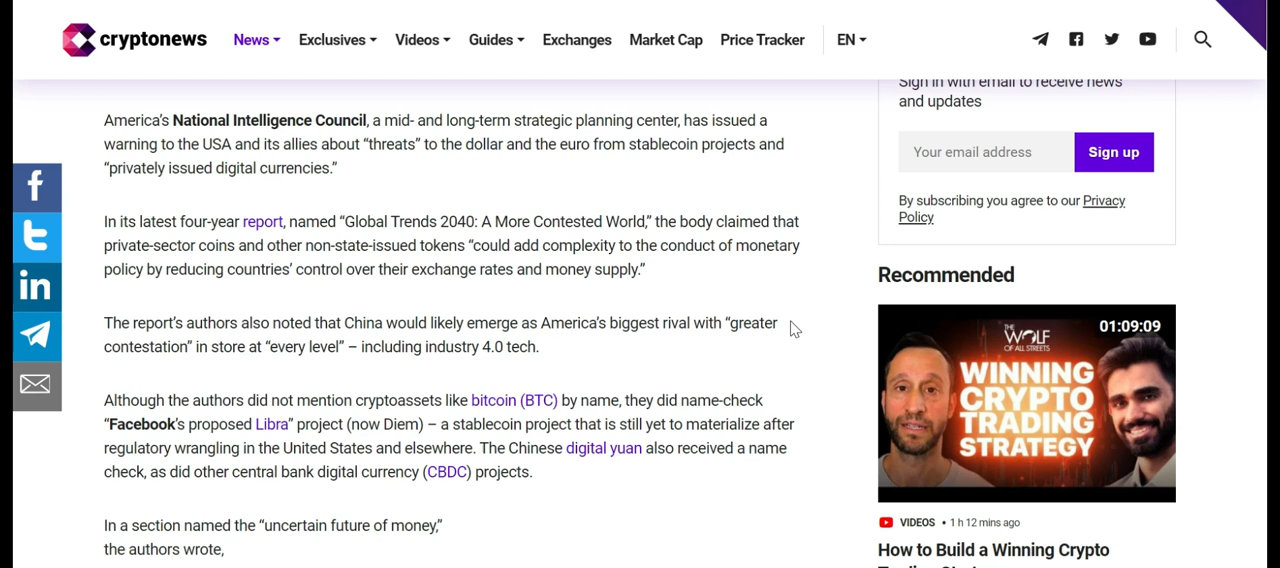 cryptonews
News Exclusives Videos Guides Exchanges Market Cap Price Tracker EN
America's National Intelligence Council, a mid- and long-term strategic planning center, has issued a
warning to the USA and its allies about “threats” to the dollar and the euro from stablecoin projects and
“privately issued digital currencies.”
In its latest four-year report, named “Global Trends 2040: A More Contested World,” the body claimed that
private-sector coins and other non-state-issued tokens “could add complexity to the conduct of monetary
policy by reducing countries’ control over their exchange rates and money supply.”
The report’s authors also noted that China would likely emerge as America’s biggest rival with “greater
contestation” in store at “every level” – including industry 4.0 tech.
Although the authors did not mention cryptoassets like bitcoin (BTC) by name, they did name-check
“Facebook’s proposed Libra” project (now Diem) – a stablecoin project that is still yet to materialize after
regulatory wrangling in the United States and elsewhere. The Chinese digital yuan also received a name
check, as did other central bank digital currency (CBDC) projects.
In a section named the “uncertain future of money,”
the authors wrote,
Sign in with email to receive news
and updates
Your email address
Sign up
By subscribing you agree to our Privacy
Policy
Recommended
THE
WOLF
OF ALL STREETS
01:09:09
WINNING
CRYPTO
TRADING
STRATEGY
VIDEOS • 1 h 12 mins ago
How to Build a Winning Crypto